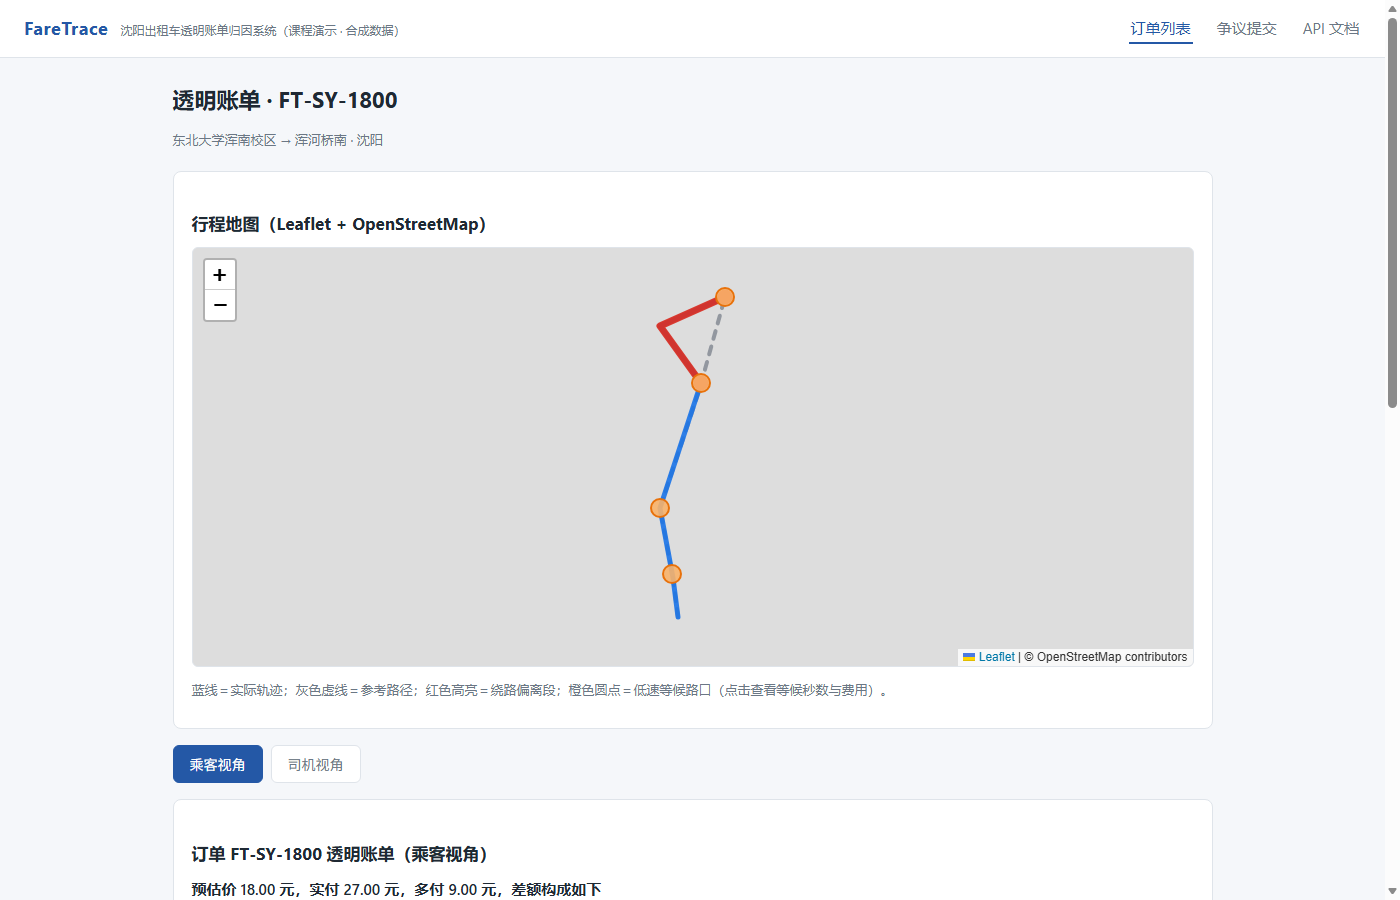 FareTrace 沈阳出租车透明账单归因系统（课程演示 · 合成数据） 订单列表 争议提交 API 文档
透明账单 · FT-SY-1800
东北大学浑南校区 → 浑河桥南 · 沈阳
行程地图（Leaflet + OpenStreetMap）
+
−
Leaflet | © OpenStreetMap contributors
蓝线＝实际轨迹；灰色虚线＝参考路径；红色高亮＝绕路偏离段；橙色圆点＝低速等候路口（点击查看等候秒数与费用）。
乘客视角 司机视角
订单 FT-SY-1800 透明账单（乘客视角）
预估价 18.00 元，实付 27.00 元，多付 9.00 元，差额构成如下